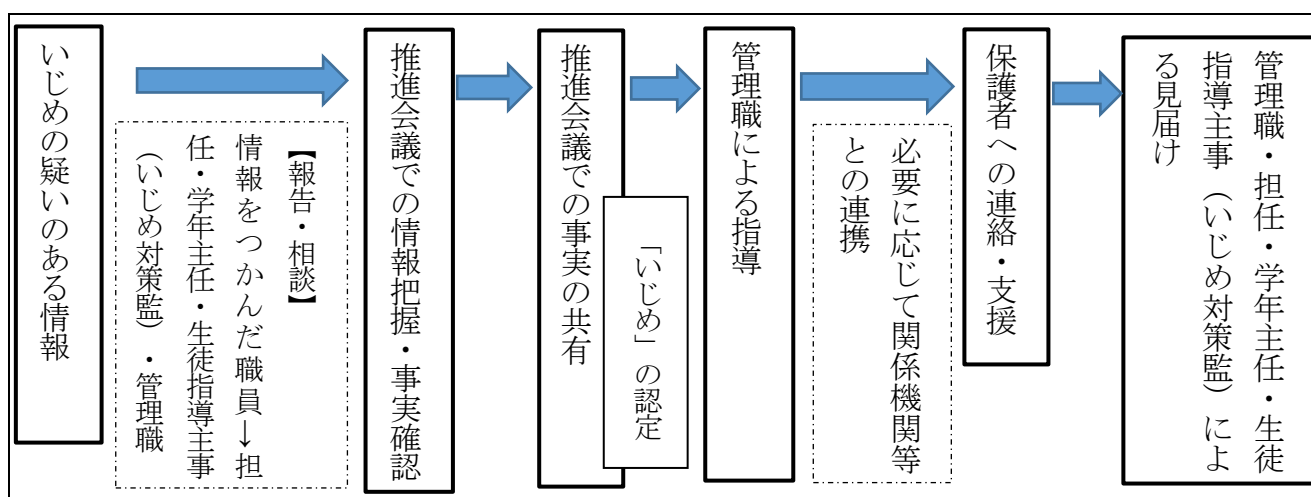 いじめの疑いのある情報
【報告・相談】
情報をつかんだ職員→担
任・学年主任・生徒指導主事
（いじめ対策監）・管理職
推進会議での情報把握・事実確認
推進会議での事実の共有
「いじめ」の認定
管理職による指導
必要に応じて関係機関等
との連携
保護者への連絡・支援
管理職・担任・学年主任・生徒
指導主事（いじめ対策監）によ
る見届け